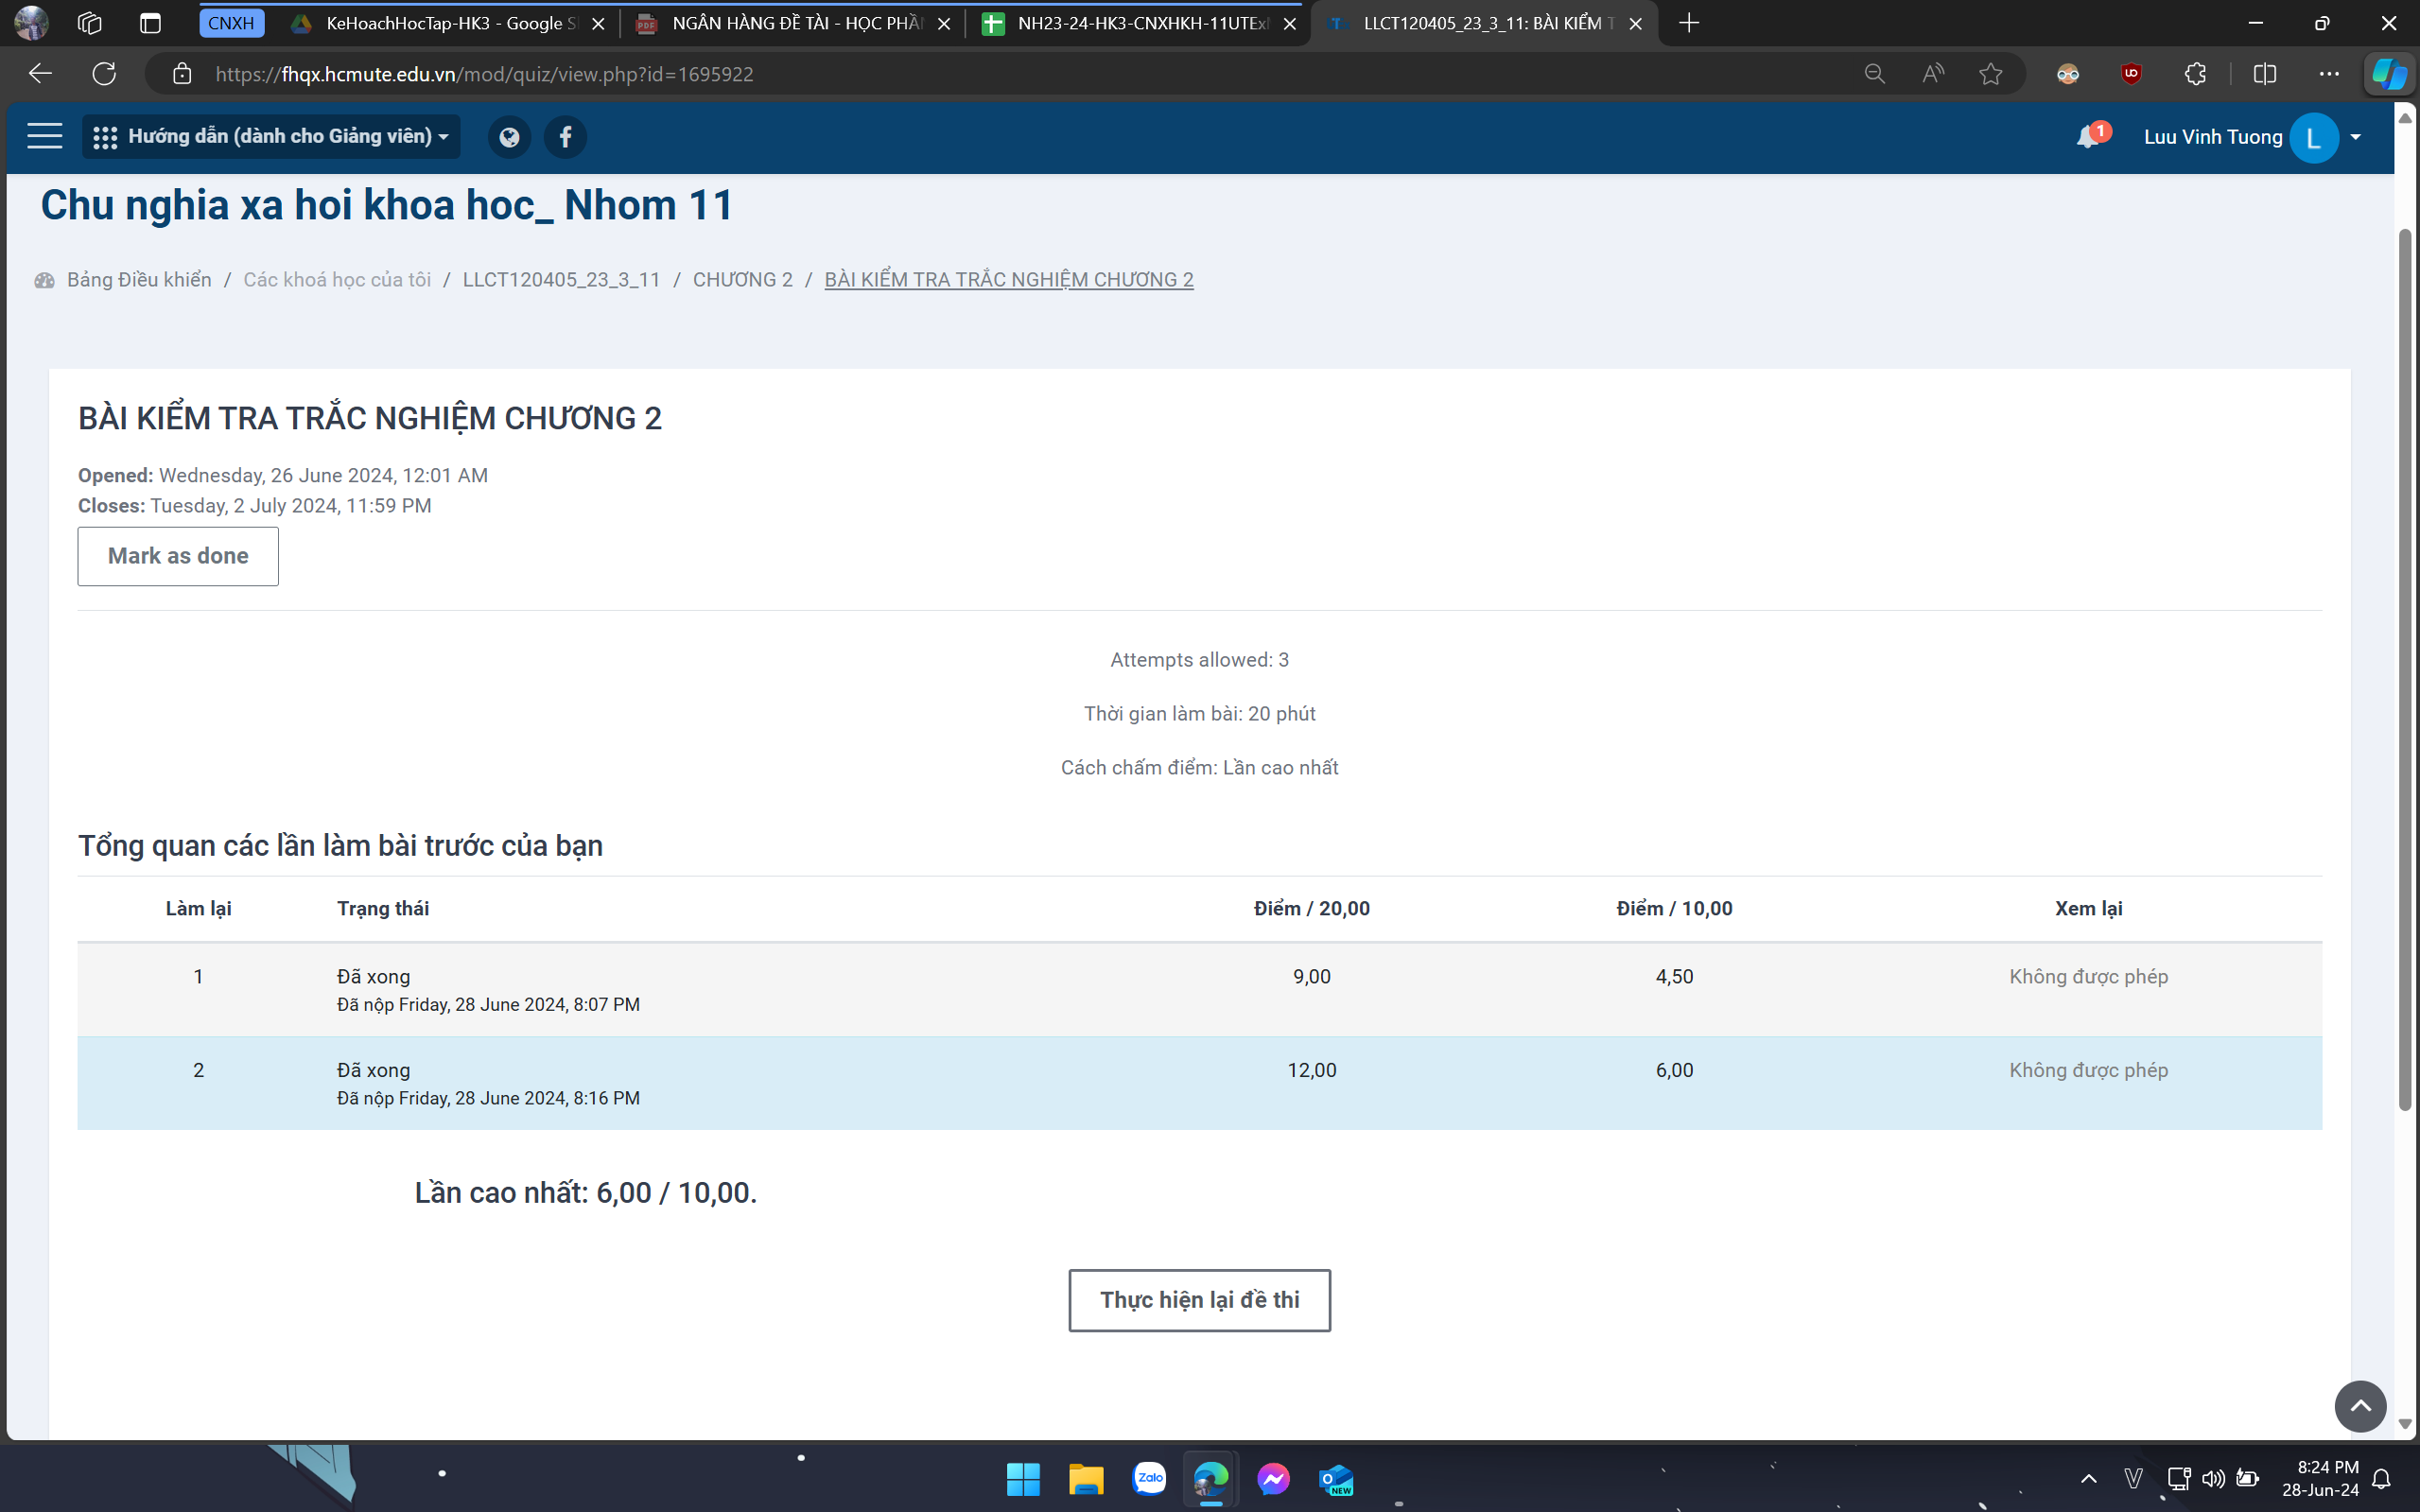 CNXH
KeHoachHocTap-HK3 - Google S
NGÂN HÀNG ĐỀ TÀI - HỌC PHẦN
NH23-24-HK3-CNXHKH-11UTEx
LLCT120405_23_3_11: BÀI KIỂM T
https://fhqx.hcmute.edu.vn/mod/quiz/view.php?id=1695922
Hướng dẫn (dành cho Giảng viên)
1
Luu Vinh Tuong
L
Chu nghia xa hoi khoa hoc_ Nhom 11
Bảng Điều khiển / Các khoá học của tôi / LLCT120405_23_3_11 / CHƯƠNG 2 / BÀI KIỂM TRA TRẮC NGHIỆM CHƯƠNG 2
BÀI KIỂM TRA TRẮC NGHIỆM CHƯƠNG 2
Opened: Wednesday, 26 June 2024, 12:01 AM
Closes: Tuesday, 2 July 2024, 11:59 PM
Mark as done
Attempts allowed: 3
Thời gian làm bài: 20 phút
Cách chấm điểm: Lần cao nhất
Tổng quan các lần làm bài trước của bạn
Làm lại Trạng thái Điểm / 20,00 Điểm / 10,00 Xem lại
1 Đã xong 9,00 4,50 Không được phép
Đã nộp Friday, 28 June 2024, 8:07 PM
2 Đã xong 12,00 6,00 Không được phép
Đã nộp Friday, 28 June 2024, 8:16 PM
Lần cao nhất: 6,00 / 10,00.
Thực hiện lại đề thi
Zalo
NEW
V
8:24 PM
28-Jun-24